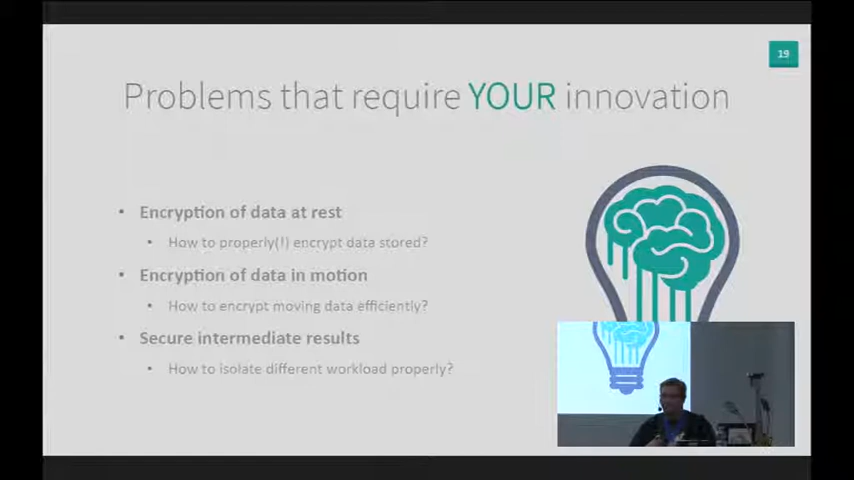 19
Problems that require YOUR innovation
• Encryption of data at rest
• How to properly(!) encrypt data stored?
• Encryption of data in motion
• How to encrypt moving data efficiently?
• Secure intermediate results
• How to isolate different workload properly?